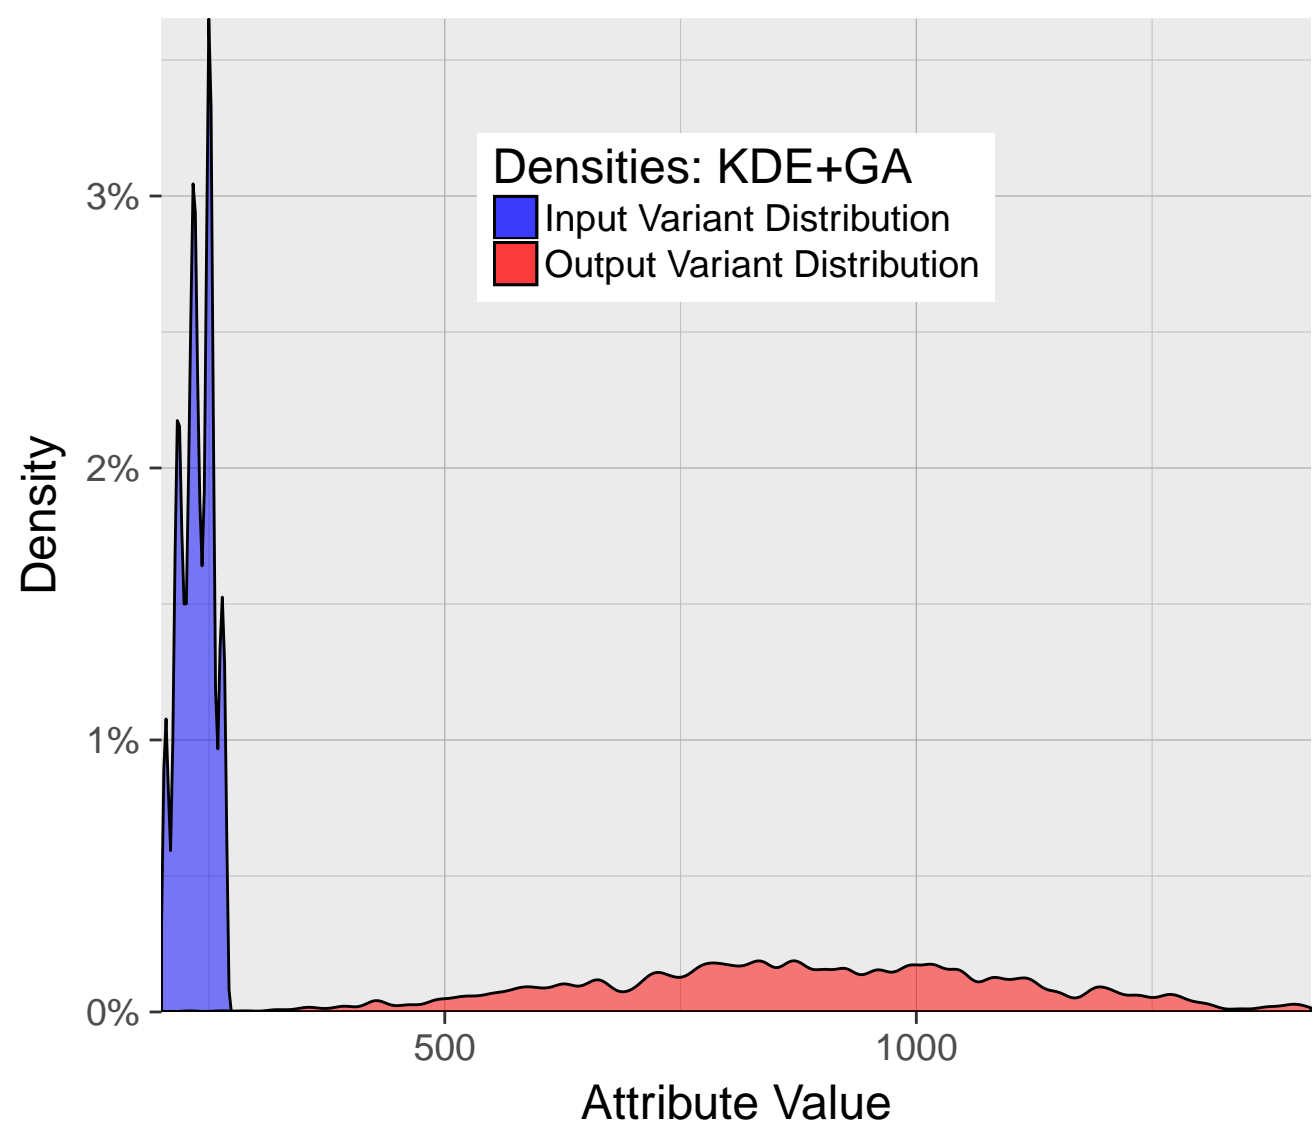 Densities: KDE+GA
Input Variant Distribution
Output Variant Distribution
3%
2%
1%
0%
Density
500
1000
Attribute Value